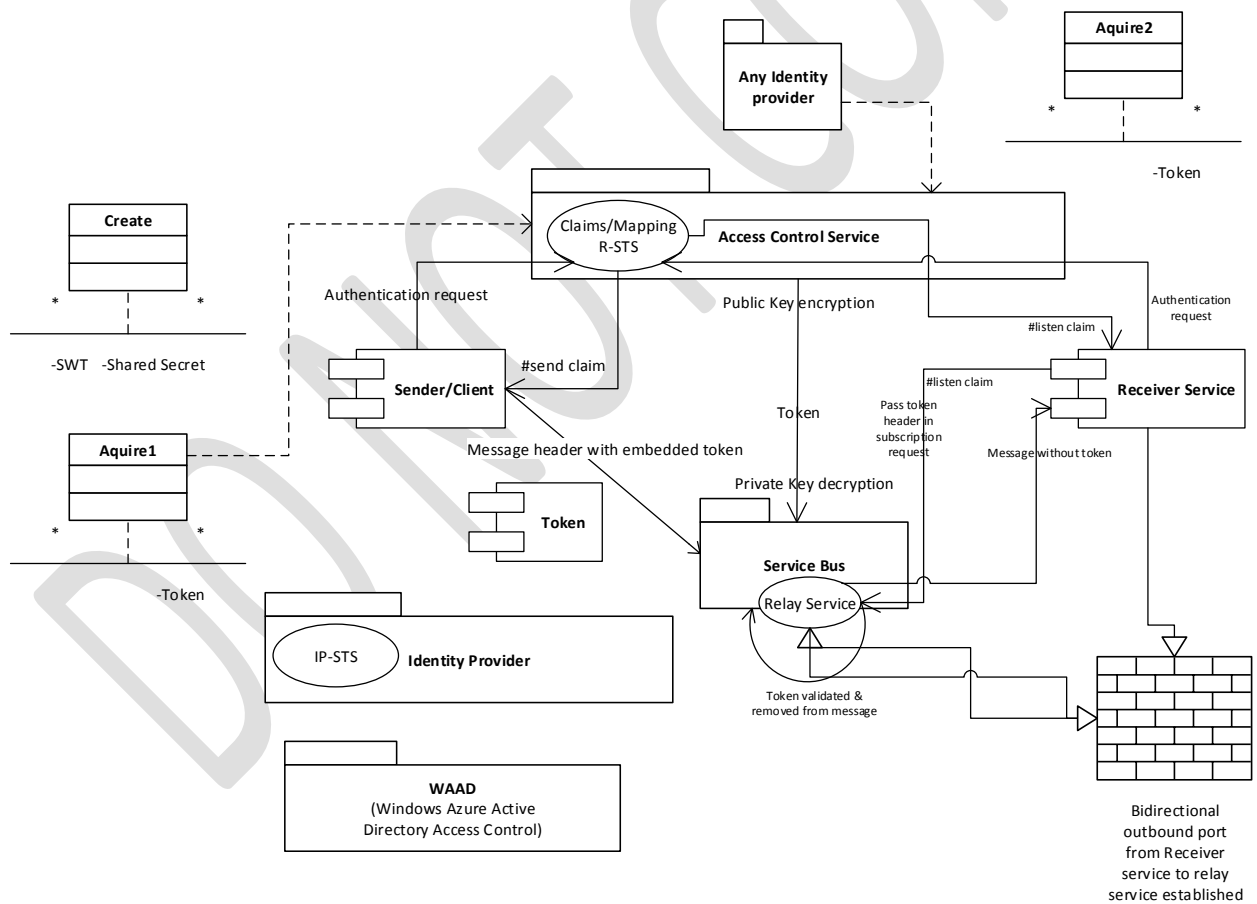 DO NOT CO
Aquire2
*
*
-Token
Any Identity
provider
Claims/Mapping
R-STS
Access Control Service
Create
*
*
-SWT -Shared Secret
Authentication request
Public Key encryption
Authentication
request
#listen claim
#send claim
Sender/Client
#listen claim
Receiver Service
Pass token
header in
subscription
request
Token
Message without token
Aquire1
*
*
-Token
Message header with embedded token
Private Key decryption
Token
Service Bus
Relay Service
IP-STS
Identity Provider
Token validated &
removed from message
WAAD
(Windows Azure Active
Directory Access Control)
Bidirectional
outbound port
from Receiver
service to relay
service established